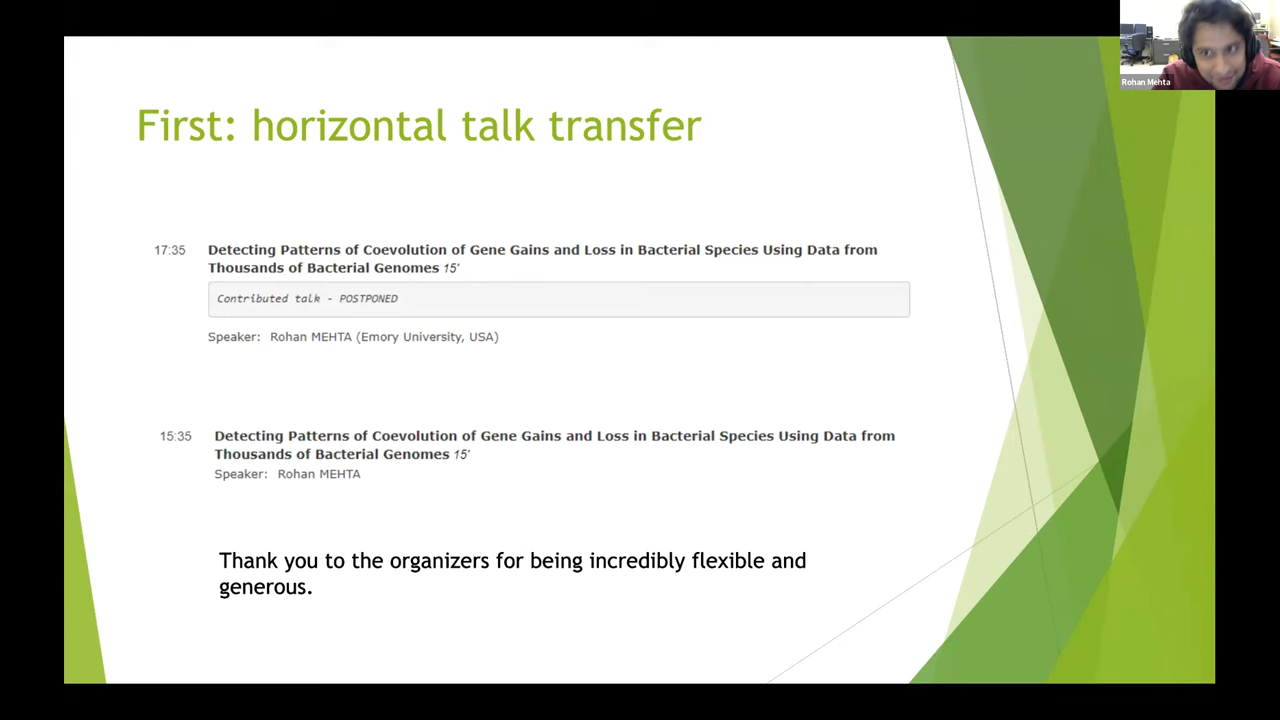 Rohan Mehta
First: horizontal talk transfer
17:35
Detecting Patterns of Coevolution of Gene Gains and Loss in Bacterial Species Using Data from
Thousands of Bacterial Genomes 15'
Contributed talk - POSTPONED
Speaker: Rohan MEHTA (Emory University, USA)
15:35
Detecting Patterns of Coevolution of Gene Gains and Loss in Bacterial Species Using Data from
Thousands of Bacterial Genomes 15'
Speaker: Rohan MEHTA
Thank you to the organizers for being incredibly flexible and
generous.